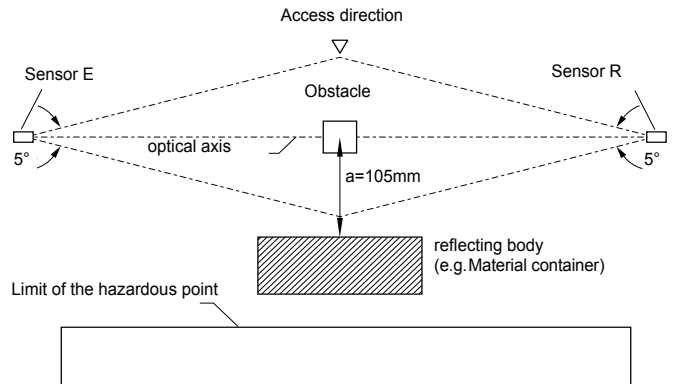 Access direction
Sensor E
Sensor R
Obstacle
5°
optical axis
5°
a=105mm
reflecting body
(e.g. Material container)
Limit of the hazardous point